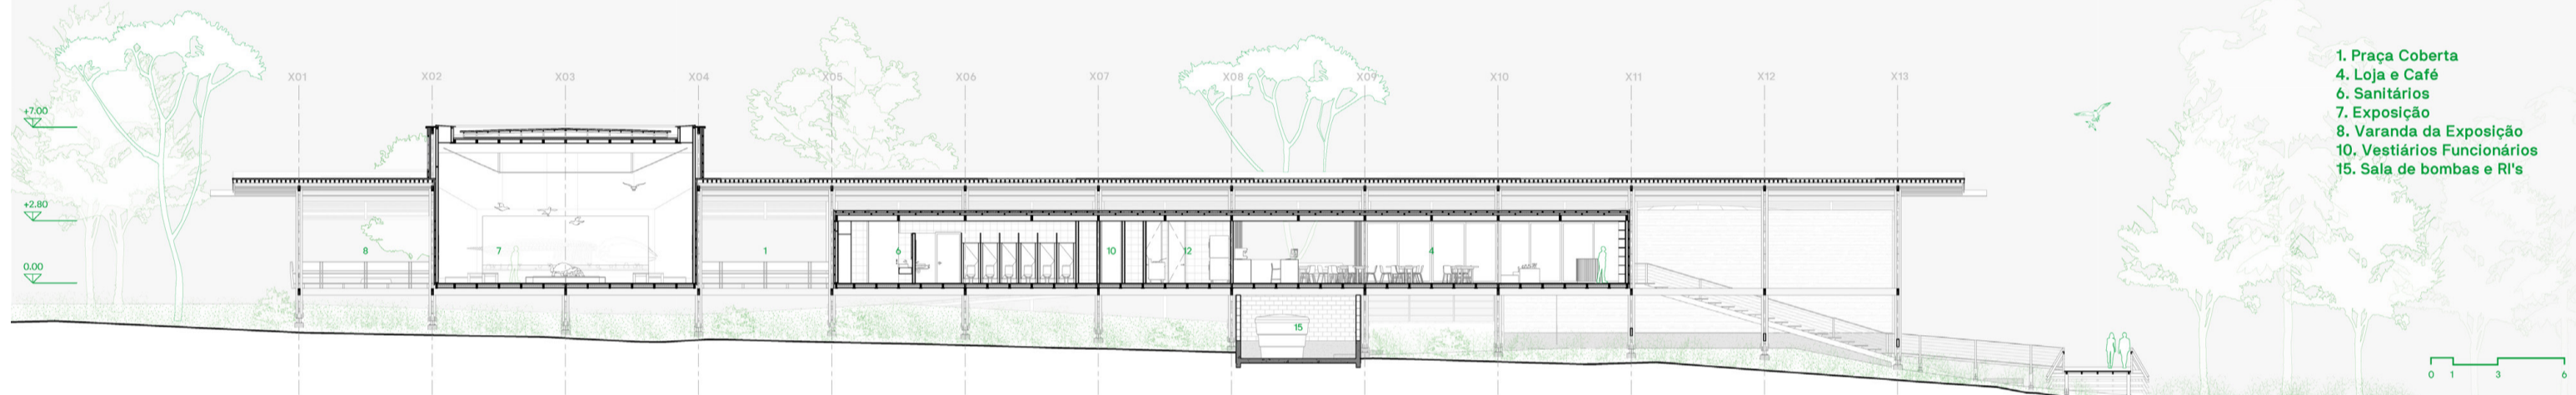 X01 X02 X03 X04 X05 X06 X07 X08 X09 X10 X11 X12 X13
1. Praça Coberta
4. Loja e Café
6. Sanitários
7. Exposição
8. Varanda da Exposição
10. Vestiários Funcionários
15. Sala de bombas e RI's
+7.00
+2.80
0.00
8 7 1 6 10 12 4
15
0 1 3 6